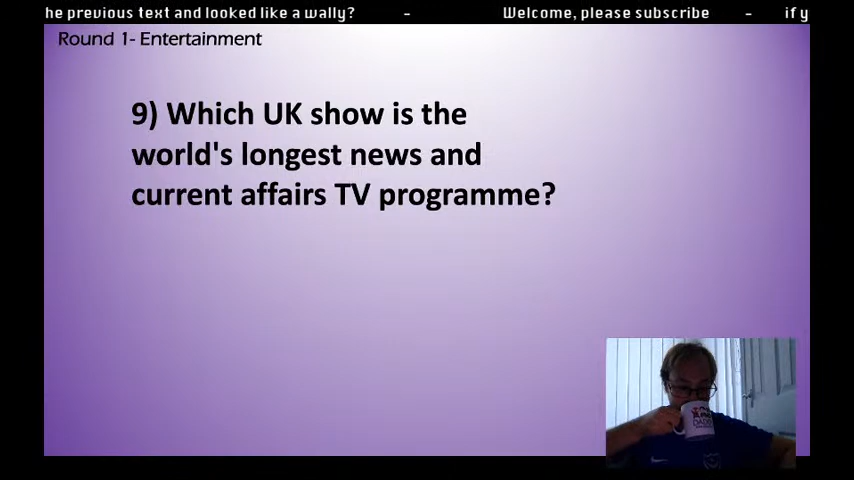 he previous text and looked like a wally? - Welcome, please subscribe - if y
Round 1- Entertainment
9) Which UK show is the
world's longest news and
current affairs TV programme?
DADDY